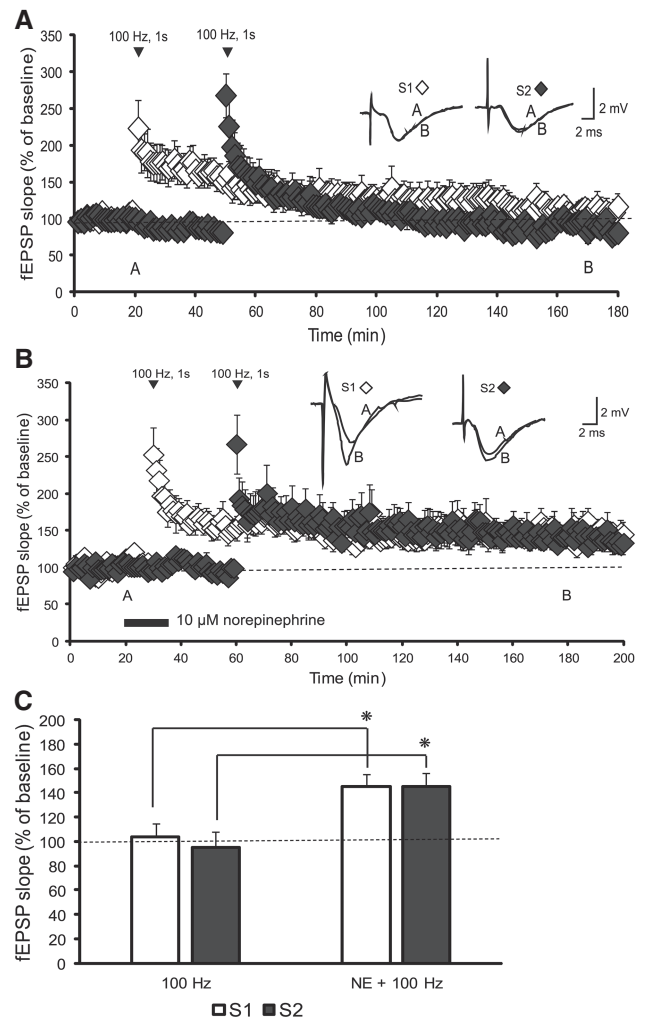 A
fEPSP slope (% of baseline)
350
300
250
200
150
100
50
0
100 Hz, 1s
100 Hz, 1s
S1
A
B
S2
A
B
2 mV
2 ms
A
B
0 20 40 60 80 100 120 140 160 180
Time (min)
B
fEPSP slope (% of baseline)
350
300
250
200
150
100
50
0
100 Hz, 1s
100 Hz, 1s
S1
A
B
S2
A
B
2 mV
2 ms
A
B
10 µM norepinephrine
0 20 40 60 80 100 120 140 160 180 200
Time (min)
C
fEPSP slope (% of baseline)
200
180
160
140
120
100
80
60
40
20
0
*
*
100 Hz NE + 100 Hz
S1 S2